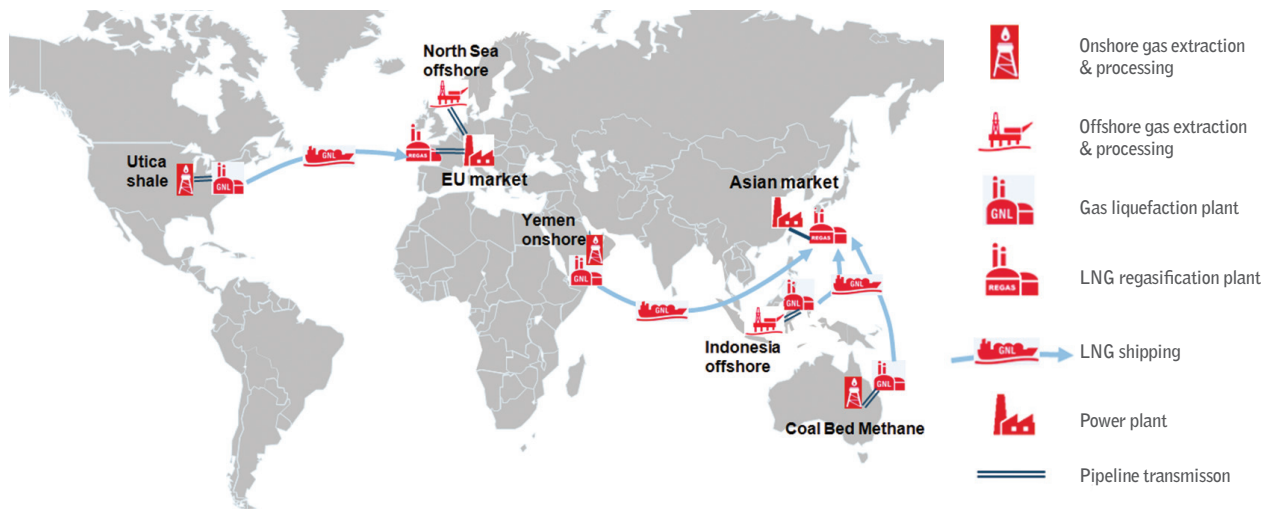 North Sea
offshore
Utica
shale
GNL
GNL
REGAS
EU market
Yemen
onshore
GNL
GNL
Asian market
REGAS
GNL
GNL
Indonesia
offshore
GNL
Coal Bed Methane
Onshore gas extraction
& processing
Offshore gas extraction
& processing
GNL
Gas liquefaction plant
REGAS
LNG regasification plant
GNL
LNG shipping
Power plant
Pipeline transmisson